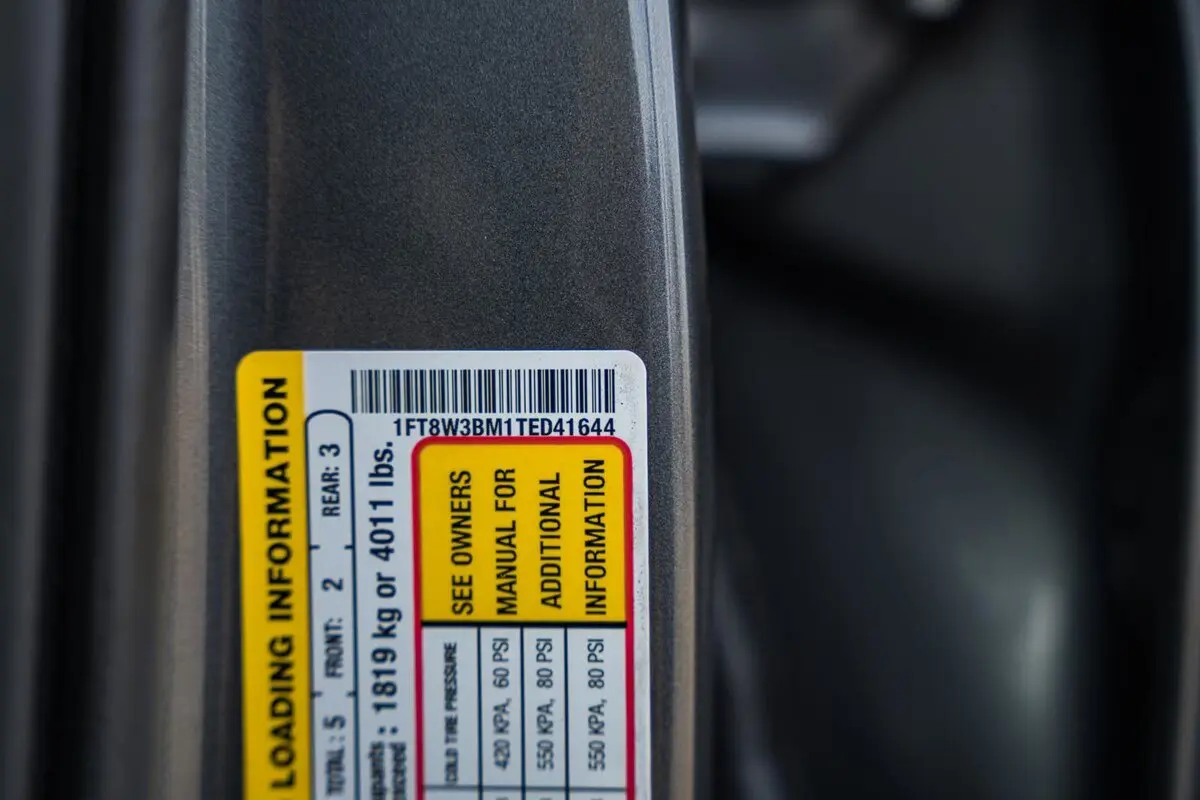 1FT8W3BM1TED41644
LOADING INFORMATION
TOTAL : 5 FRONT: 2 REAR: 3
: 1819 kg or 4011 lbs.
SEE OWNERS
MANUAL FOR
ADDITIONAL
INFORMATION
COLD TIRE PRESSURE
420 KPA, 60 PSI
550 KPA, 80 PSI
550 KPA, 80 PSI